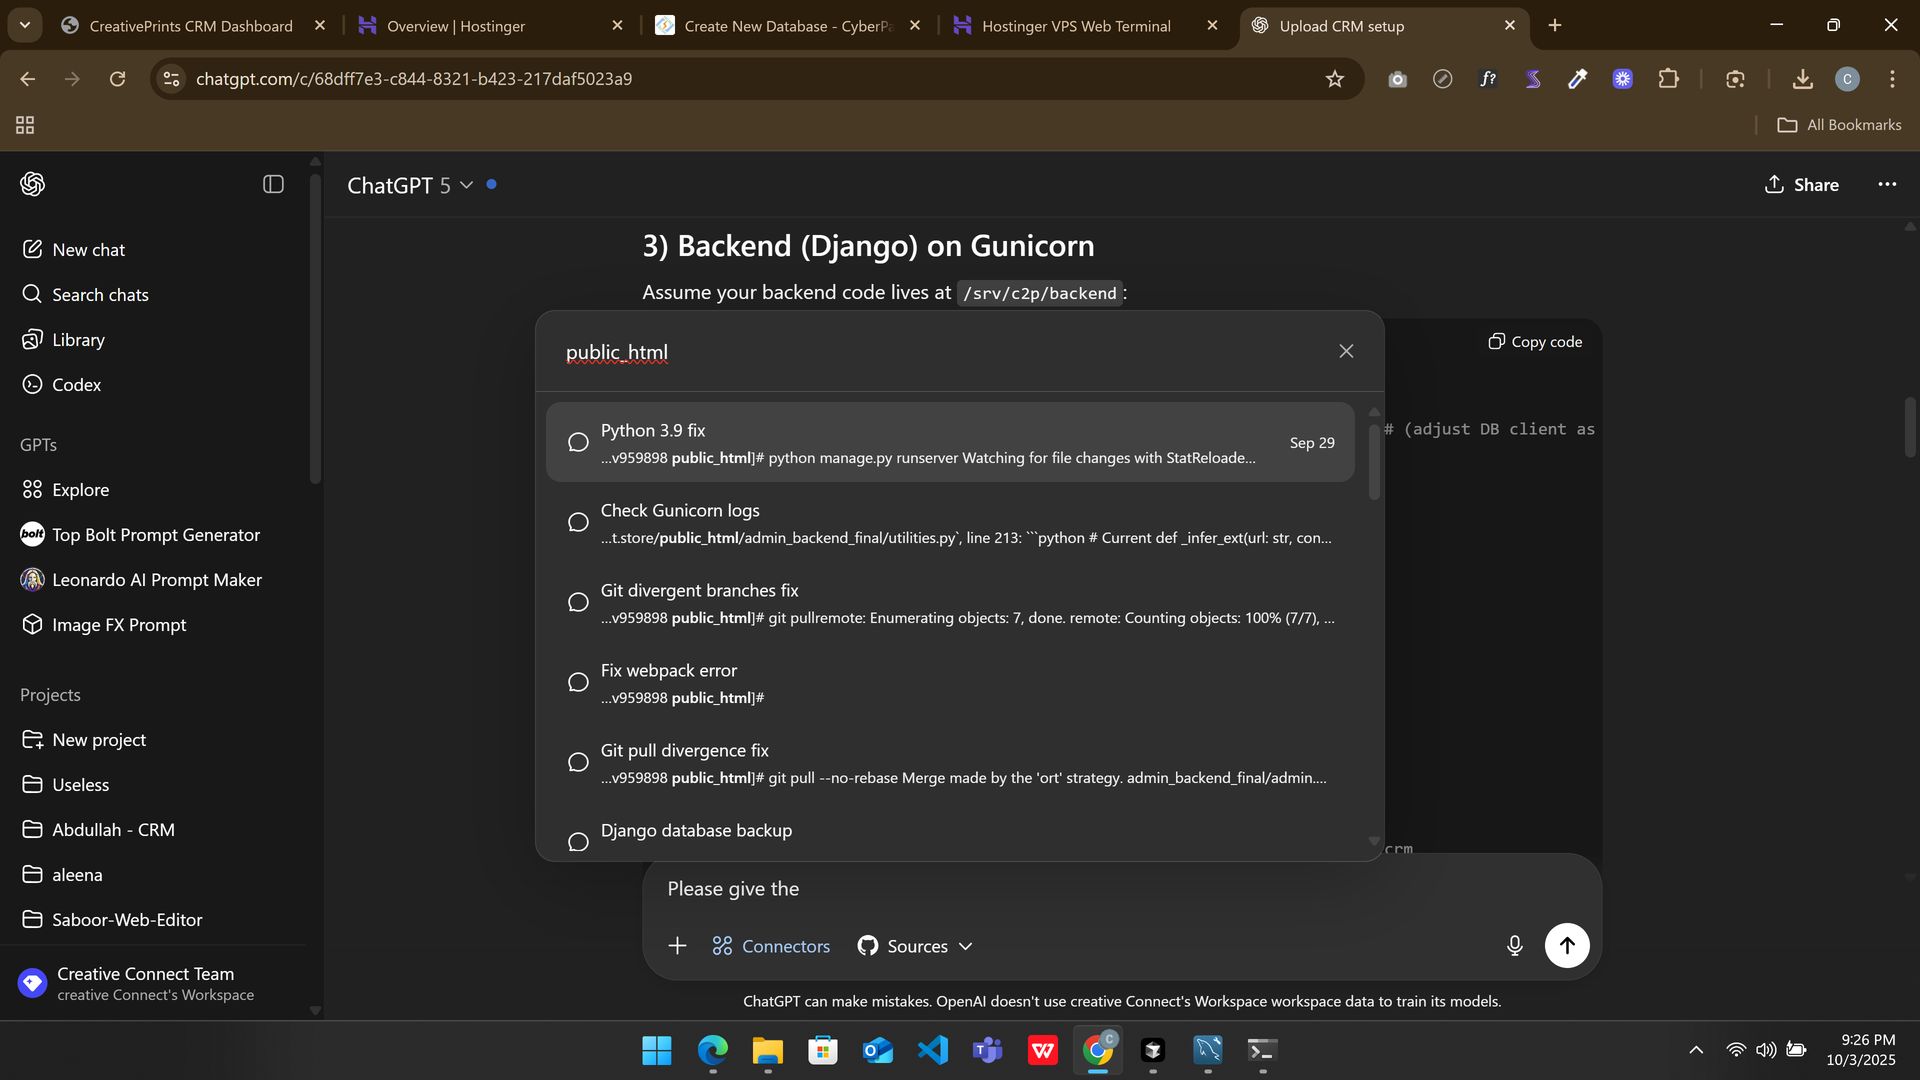 CreativePrints CRM Dashboard
Overview | Hostinger
Create New Database - CyberPa
Hostinger VPS Web Terminal
Upload CRM setup
chatgpt.com/c/68dff7e3-c844-8321-b423-217daf5023a9
f?
C
All Bookmarks
ChatGPT 5
Share
New chat
Search chats
Library
Codex
GPTs
Explore
bolt
Top Bolt Prompt Generator
Leonardo AI Prompt Maker
Image FX Prompt
Projects
New project
Useless
Abdullah - CRM
aleena
Saboor-Web-Editor
Creative Connect Team
creative Connect's Workspace
3) Backend (Django) on Gunicorn
Assume your backend code lives at /srv/c2p/backend:
Copy code
# (adjust DB client as
crm
public_html
Python 3.9 fix
...v959898 public_html]# python manage.py runserver Watching for file changes with StatReloade...
Sep 29
Check Gunicorn logs
...t.store/public_html/admin_backend_final/utilities.py`, line 213: ```python # Current def _infer_ext(url: str, con...
Git divergent branches fix
...v959898 public_html]# git pullremote: Enumerating objects: 7, done. remote: Counting objects: 100% (7/7), ...
Fix webpack error
...v959898 public_html]#
Git pull divergence fix
...v959898 public_html]# git pull --no-rebase Merge made by the 'ort' strategy. admin_backend_final/admin....
Django database backup
Please give the
Connectors
Sources
ChatGPT can make mistakes. OpenAI doesn't use creative Connect's Workspace workspace data to train its models.
C
9:26 PM
10/3/2025